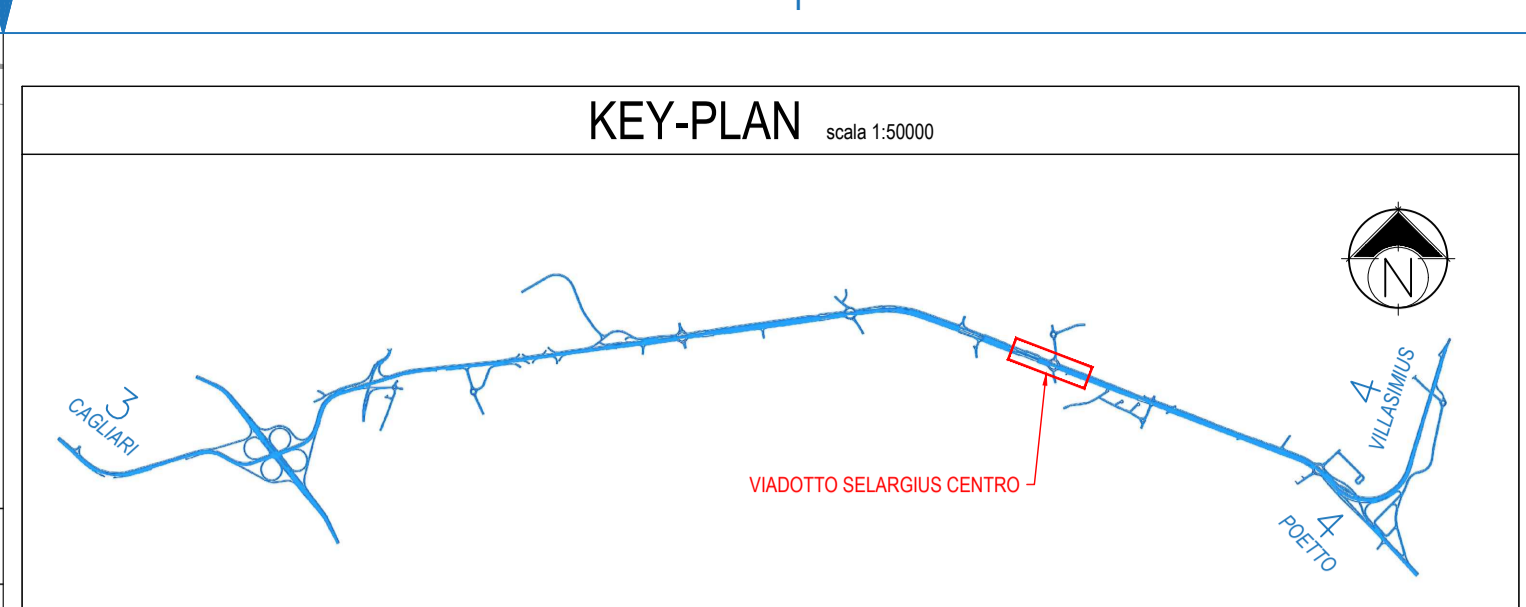 KEY-PLAN scala 1:50000
N
3
CAGLIARI
4
VILLASIMIUS
VIADOTTO SELARGIUS CENTRO
4
POETTO